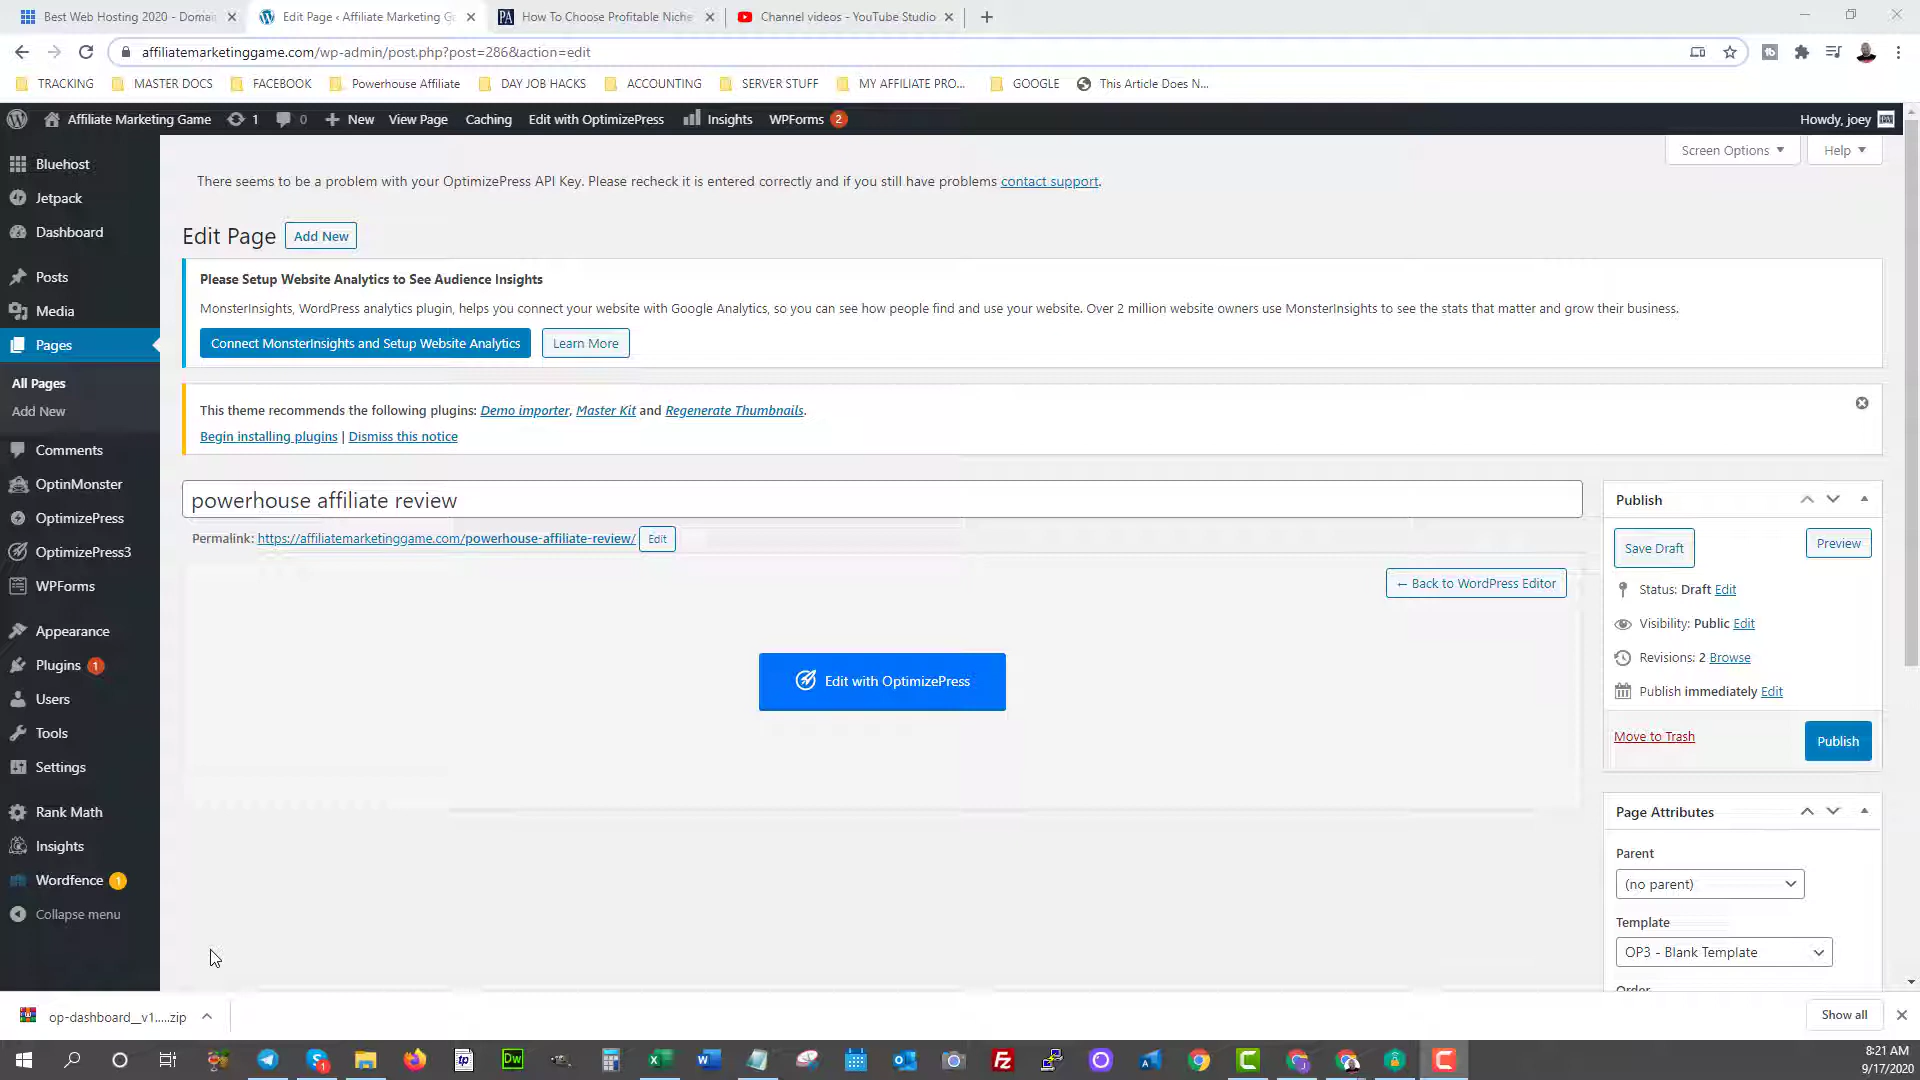 Best Web Hosting 2020 - Domai
Edit Page ‹ Affiliate Marketing G
How To Choose Profitable Niche
Channel videos - YouTube Studio
affiliatemarketinggame.com/wp-admin/post.php?post=286&action=edit
TRACKING MASTER DOCS FACEBOOK Powerhouse Affiliate DAY JOB HACKS ACCOUNTING SERVER STUFF MY AFFILIATE PRO... GOOGLE This Article Does N...
Affiliate Marketing Game 1 0 New View Page Caching Edit with OptimizePress Insights WPForms 2 Howdy, joey
Bluehost
Jetpack
Dashboard
Posts
Media
Pages
All Pages
Add New
Comments
OptinMonster
OptimizePress
OptimizePress3
WPForms
Appearance
Plugins 1
Users
Tools
Settings
Rank Math
Insights
Wordfence 1
Collapse menu
Screen Options Help
There seems to be a problem with your OptimizePress API Key. Please recheck it is entered correctly and if you still have problems contact support.
Edit Page Add New
Please Setup Website Analytics to See Audience Insights
MonsterInsights, WordPress analytics plugin, helps you connect your website with Google Analytics, so you can see how people find and use your website. Over 2 million website owners use MonsterInsights to see the stats that matter and grow their business.
Connect MonsterInsights and Setup Website Analytics Learn More
This theme recommends the following plugins: Demo importer, Master Kit and Regenerate Thumbnails.
Begin installing plugins | Dismiss this notice
powerhouse affiliate review
Permalink: https://affiliatemarketinggame.com/powerhouse-affiliate-review/ Edit
← Back to WordPress Editor
Edit with OptimizePress
Publish
Save Draft Preview
Status: Draft Edit
Visibility: Public Edit
Revisions: 2 Browse
Publish immediately Edit
Move to Trash Publish
Page Attributes
Parent
(no parent)
Template
OP3 - Blank Template
Order
op-dashboard__v1.....zip
Show all
8:21 AM
9/17/2020